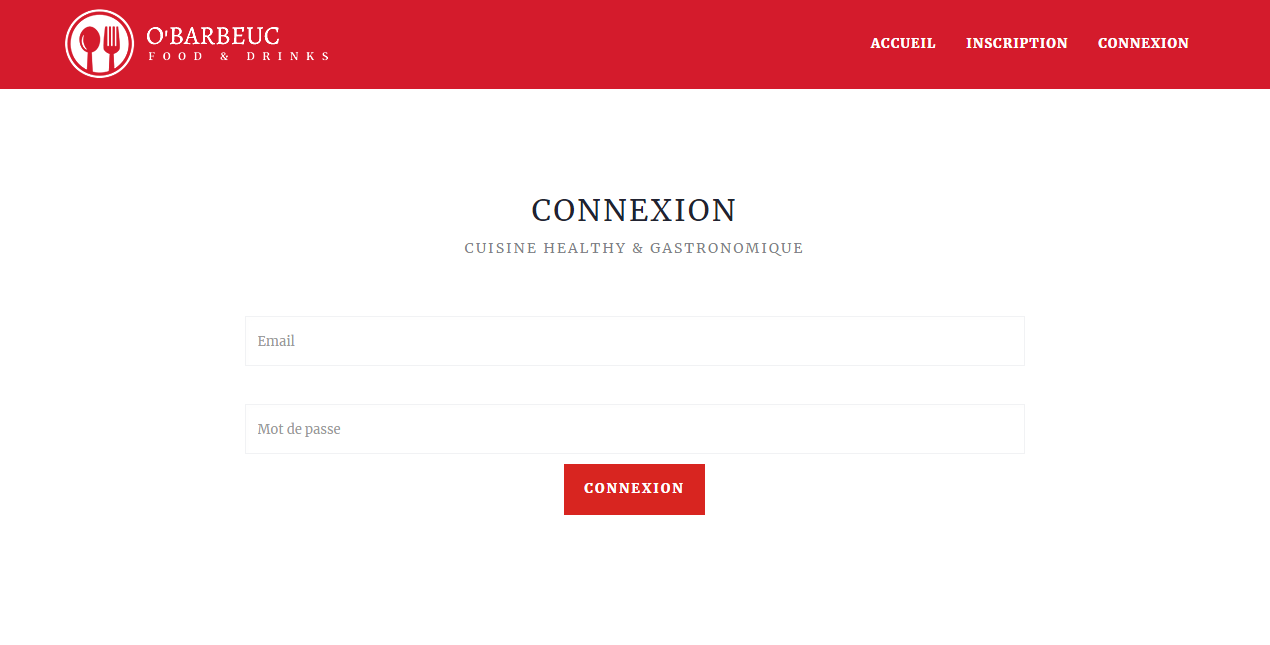 O'BARBEUC
FOOD & DRINKS
ACCUEIL INSCRIPTION CONNEXION
CONNEXION
CUISINE HEALTHY & GASTRONOMIQUE
Email
Mot de passe
CONNEXION